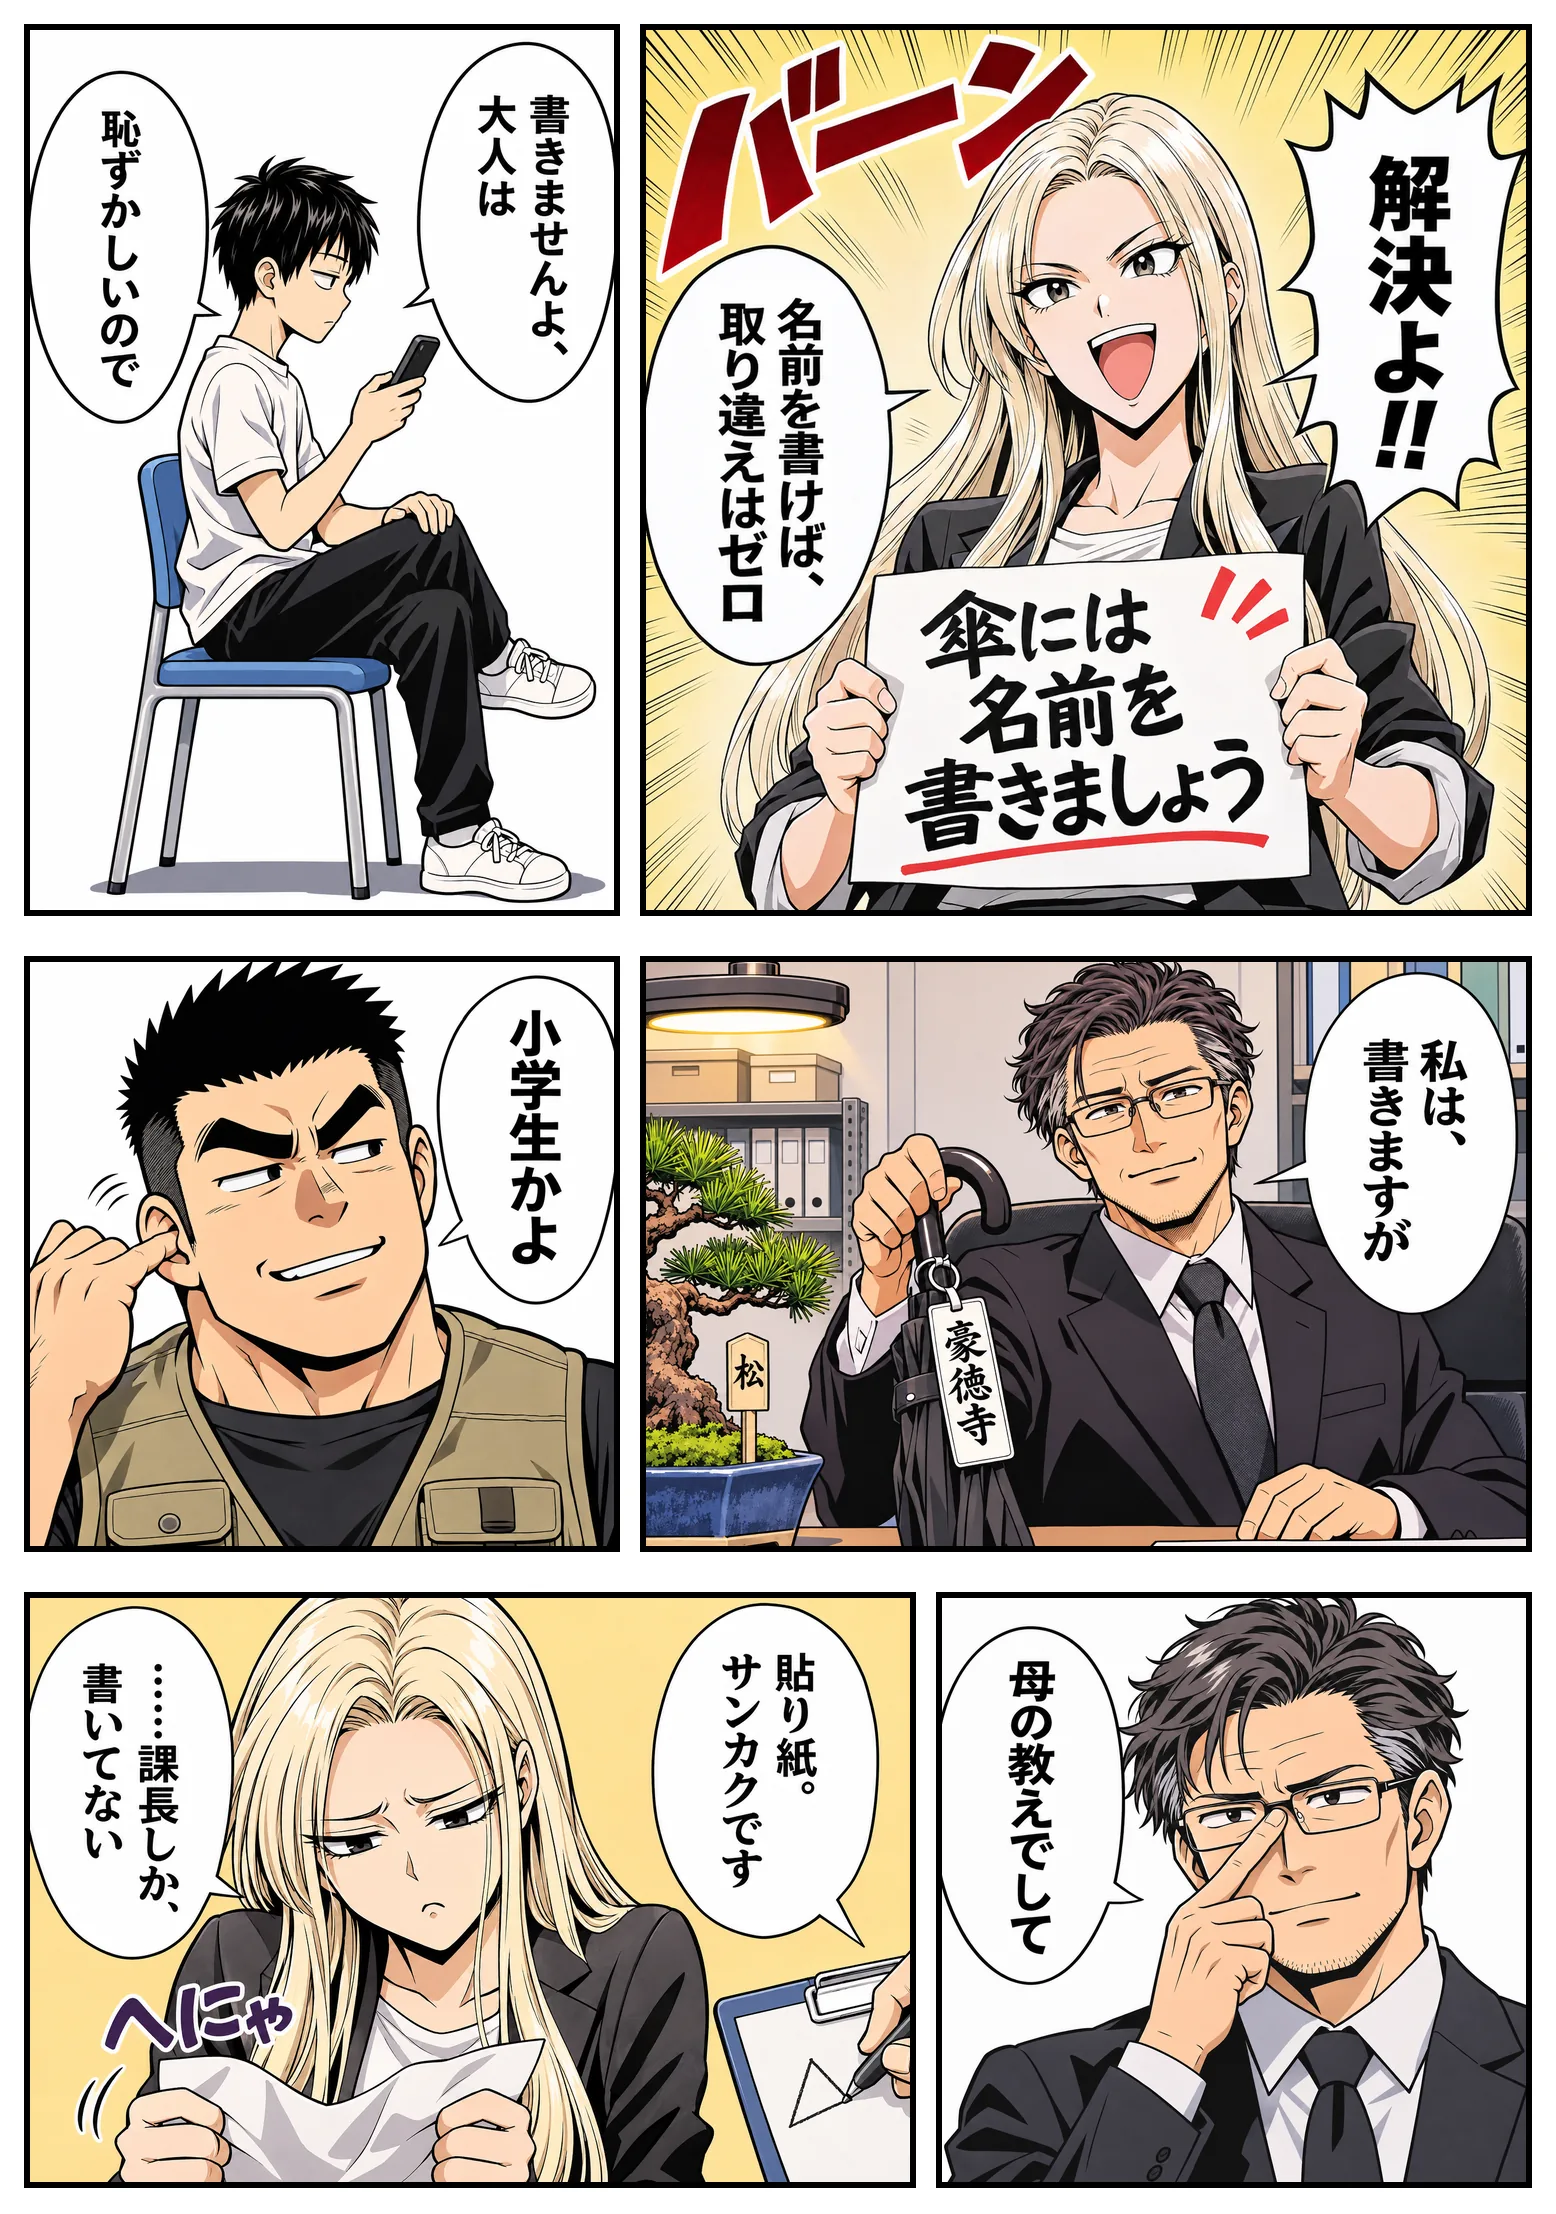 バーン
解決よ!!
名前を書けば、
取り違えはゼロ
傘には
名前を
書きましょう
書きませんよ、
大人は
恥ずかしいので
私は、
書きますが
豪徳寺
松
小学生かよ
母の教えでして
貼り紙。
サンカクです
……課長しか、
書いてない
へにゃ